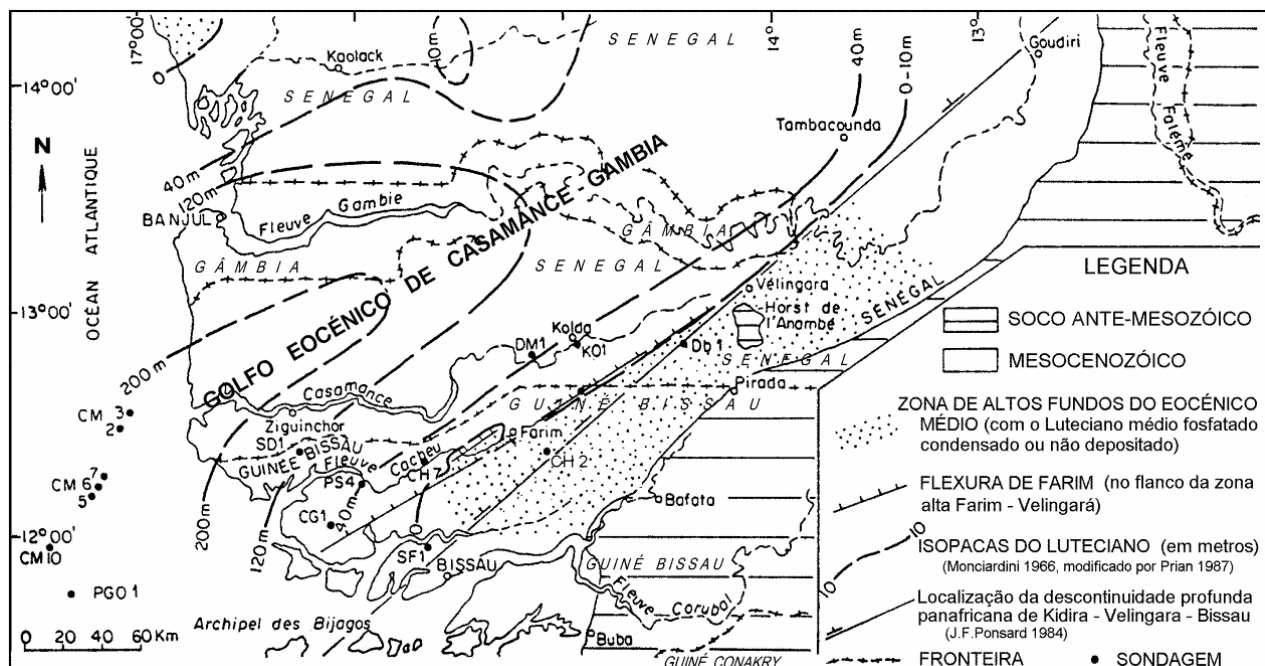 17°00'
14°
13°
14°00'
13°00'
12°00'
N
OCÉAN ATLANTIQUE
0
Kaolack
SENEGAL
10m
SENEGAL
40m
0-10m
Goudiri
Fleuve Falémé
Tambacounda
40m
120m
BANJUL
Fleuve Gambie
GÂMBIA
GÂMBIA
SENEGAL
GOLFO EOCÉNICO DE CASAMANCE GAMBIA
Vélingara
Horst de l'Anambé
SÉNÉGAL
SENEGAL
Kolda
DM1
KO1
Db1
Pirada
200m
Casamance
GUINÉ BISSAU
CM 3
2
Ziguinchor
SD1
GUINÉE BISSAU
Fleuve Cacheu
Farim
CH2
CH2
7
CM 6
5
PS4
CG1
40m
0
Bafata
200m
120m
CM10
SF1
BISSAU
GUINÉ BISSAU
PGO 1
Fleuve Corubal
Archipel des Bijagos
Buba
GUINÉ CONAKRY
0 20 40 60 Km
LEGENDA
SOCO ANTE-MESOZÓICO
MESOCENOZÓICO
ZONA DE ALTOS FUNDOS DO EOCÉNICO
MÉDIO (com o Luteciano médio fosfatado
condensado ou não depositado)
FLEXURA DE FARIM (no flanco da zona
alta Farim - Velingará)
10
ISOPACAS DO LUTECIANO (em metros)
(Monciardini 1966, modificado por Prian 1987)
10
Localização da descontinuidade profunda
panafricana de Kidira - Velingara - Bissau
(J.F.Ponsard 1984)
FRONTEIRA
SONDAGEM